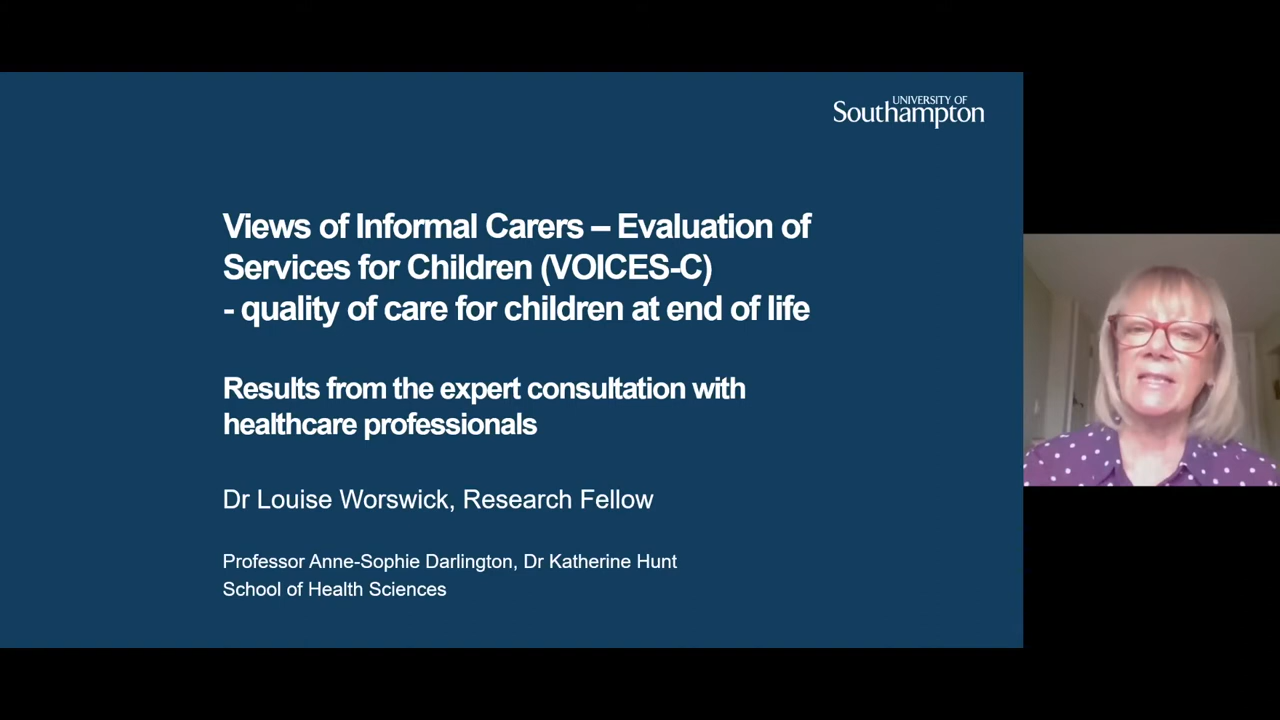 UNIVERSITY OF
Southampton
Views of Informal Carers – Evaluation of
Services for Children (VOICES-C)
- quality of care for children at end of life
Results from the expert consultation with
healthcare professionals
Dr Louise Worswick, Research Fellow
Professor Anne-Sophie Darlington, Dr Katherine Hunt
School of Health Sciences